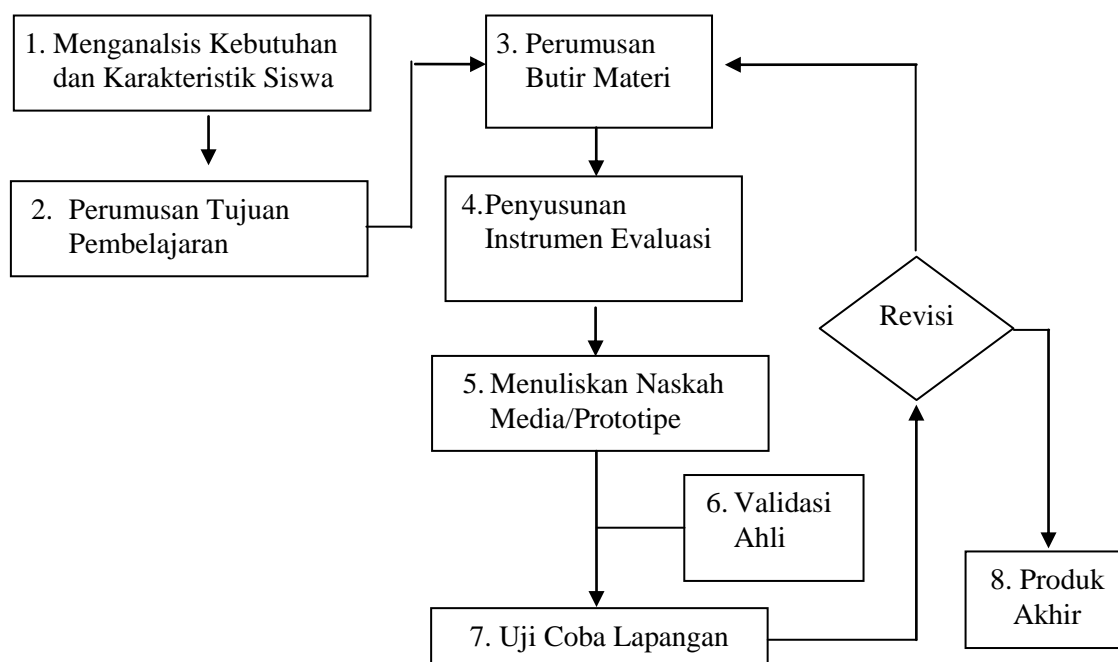 1. Menganalsis Kebutuhan
dan Karakteristik Siswa
2. Perumusan Tujuan
Pembelajaran
3. Perumusan
Butir Materi
4.Penyusunan
Instrumen Evaluasi
5. Menuliskan Naskah
Media/Prototipe
6. Validasi
Ahli
7. Uji Coba Lapangan
Revisi
8. Produk
Akhir